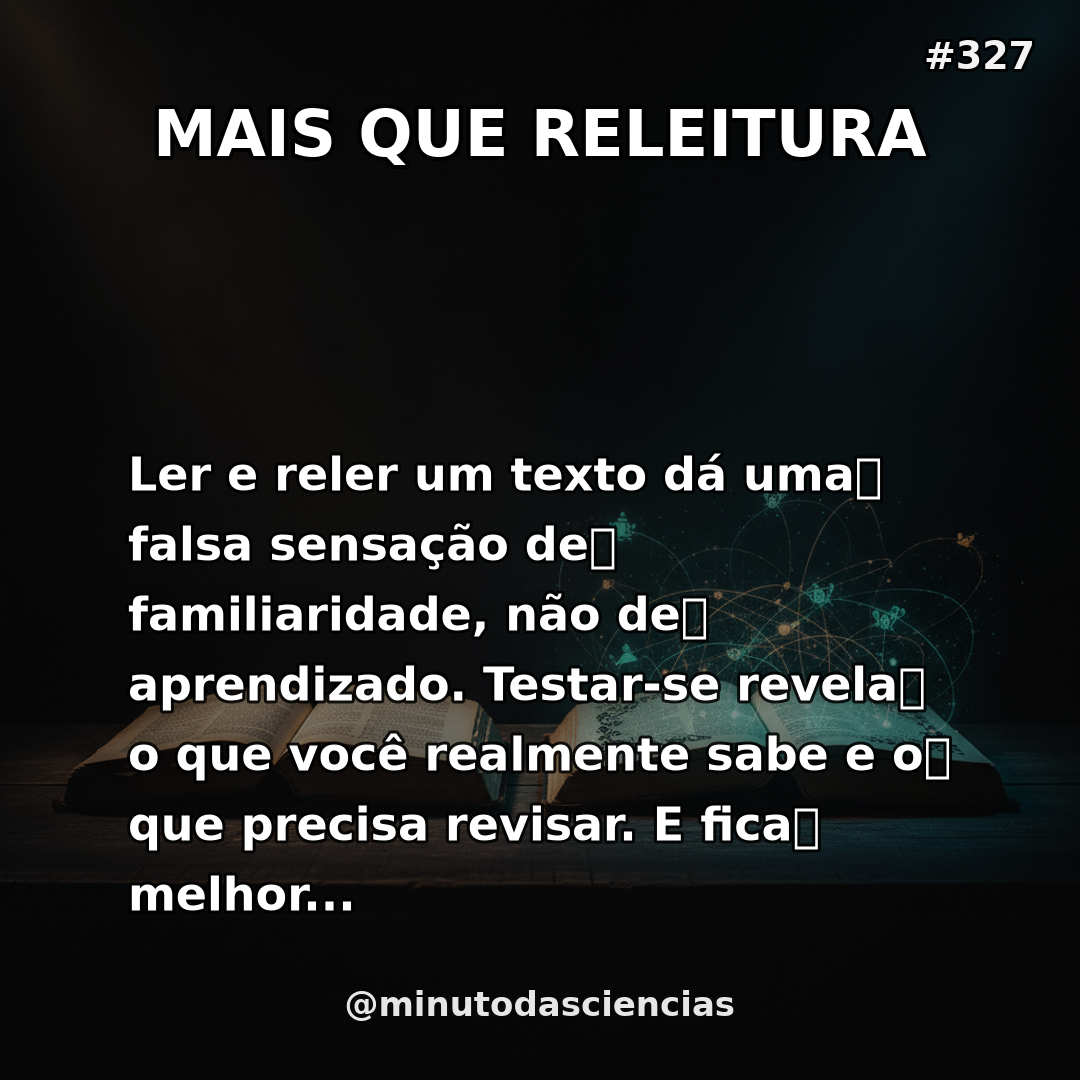 #327
MAIS QUE RELEITURA
Ler e reler um texto dá uma
falsa sensação de
familiaridade, não de
aprendizado. Testar-se revela
o que você realmente sabe e o
que precisa revisar. E fica
melhor...
@minutodasciencias